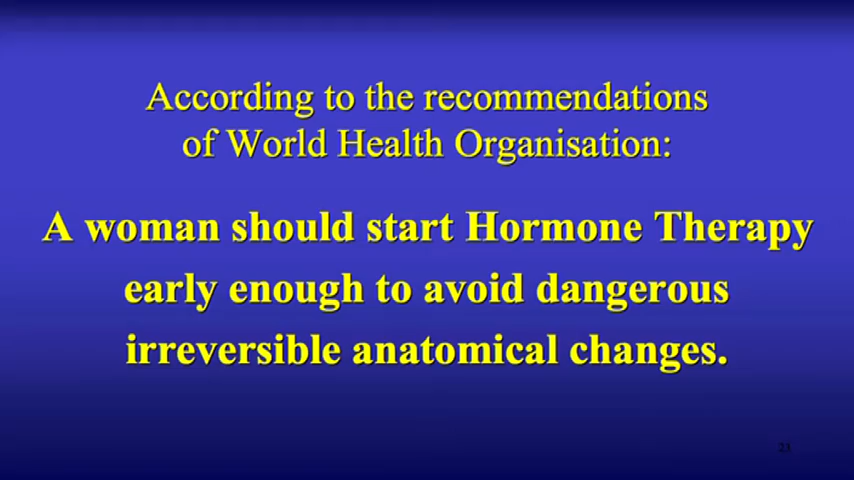 According to the recommendations
of World Health Organisation:
A woman should start Hormone Therapy
early enough to avoid dangerous
irreversible anatomical changes.
23